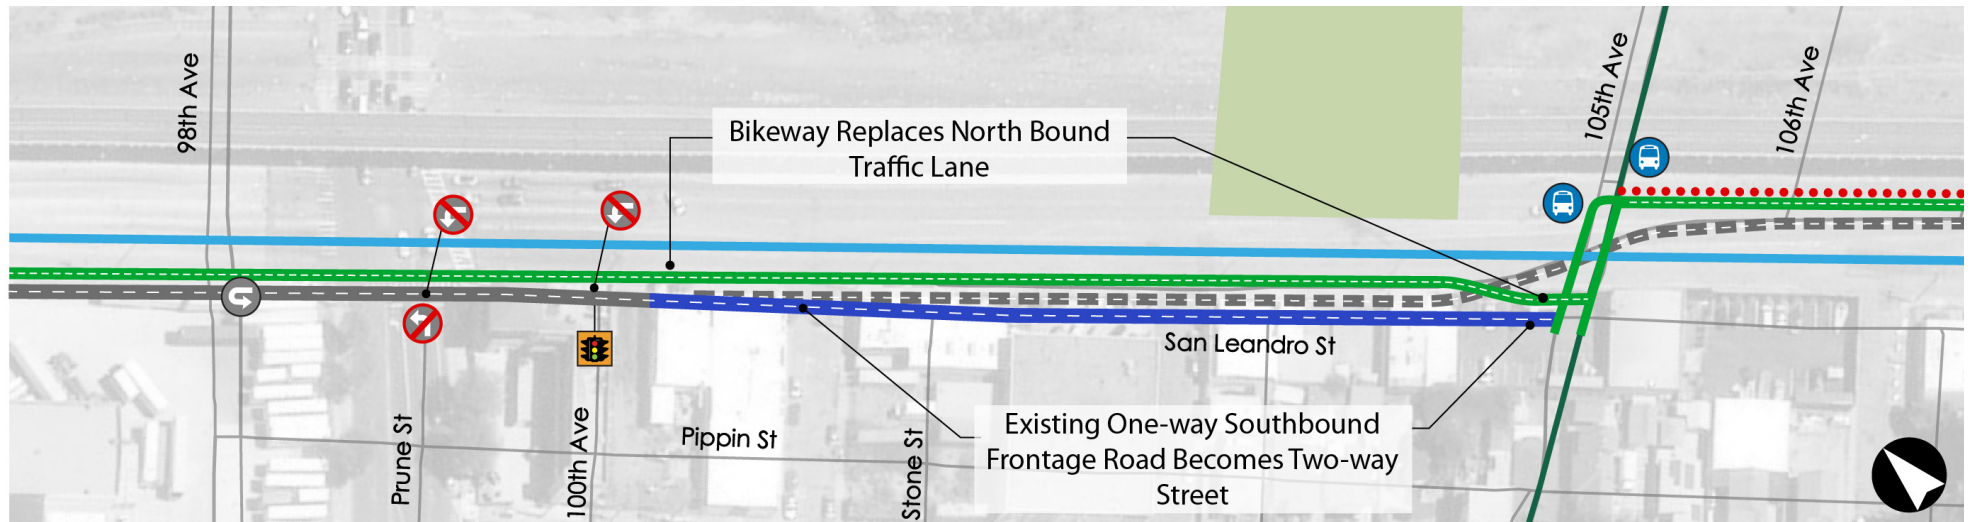 98th Ave
Bikeway Replaces North Bound
Traffic Lane
105th Ave
106th Ave
San Leandro St
Prune St
100th Ave
Pippin St
Stone St
Existing One-way Southbound
Frontage Road Becomes Two-way
Street